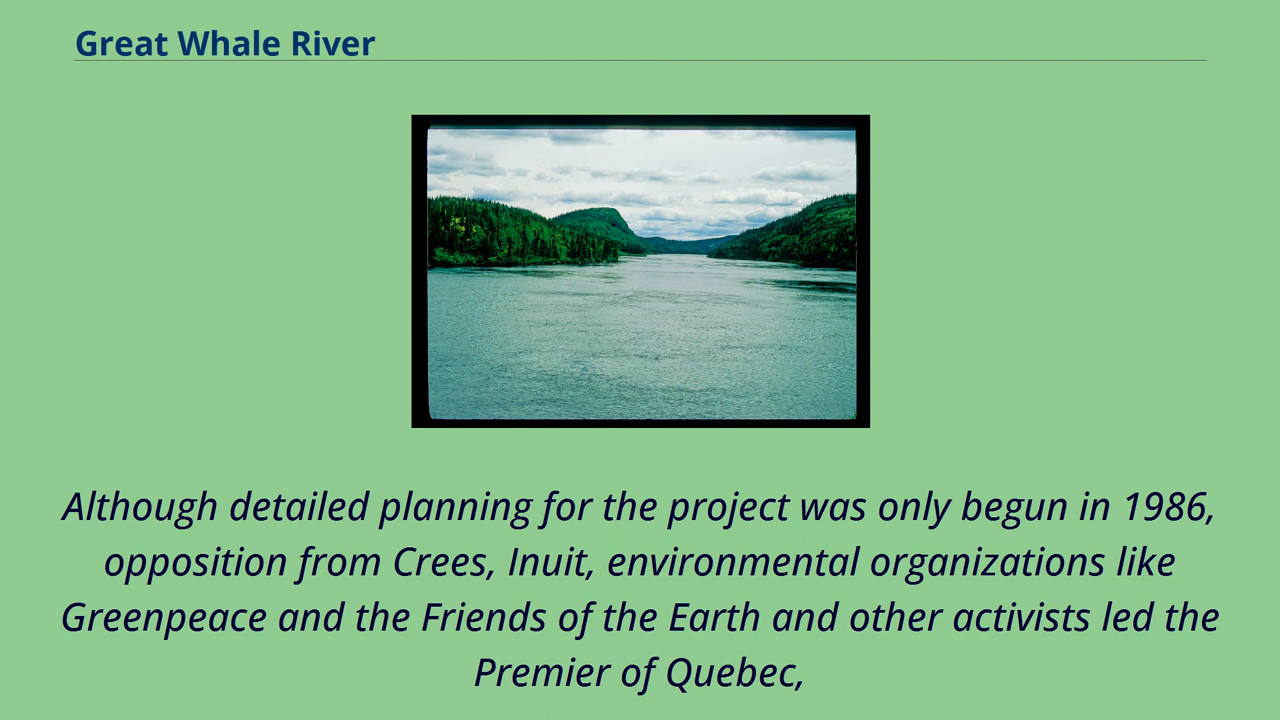 Great Whale River
Although detailed planning for the project was only begun in 1986,
opposition from Crees, Inuit, environmental organizations like
Greenpeace and the Friends of the Earth and other activists led the
Premier of Quebec,